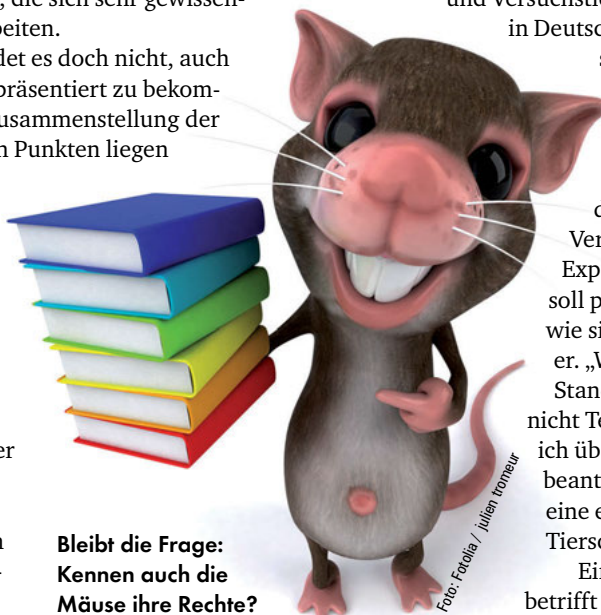 , die sich sehr gewissen-
beiten.
det es doch nicht, auch
präsentiert zu bekom-
usammenstellung der
n Punkten liegen
er
n
-
Bleibt die Frage:
Kennen auch die
Mäuse ihre Rechte?
Foto: Fotolia / julien tromeur
und Versuchstie
in Deutsch
s
d
Ver
Exp
soll p
wie si
er. „W
Stan
nicht Te
ich üb
beant
eine e
Tiersc
Ein
betrifft